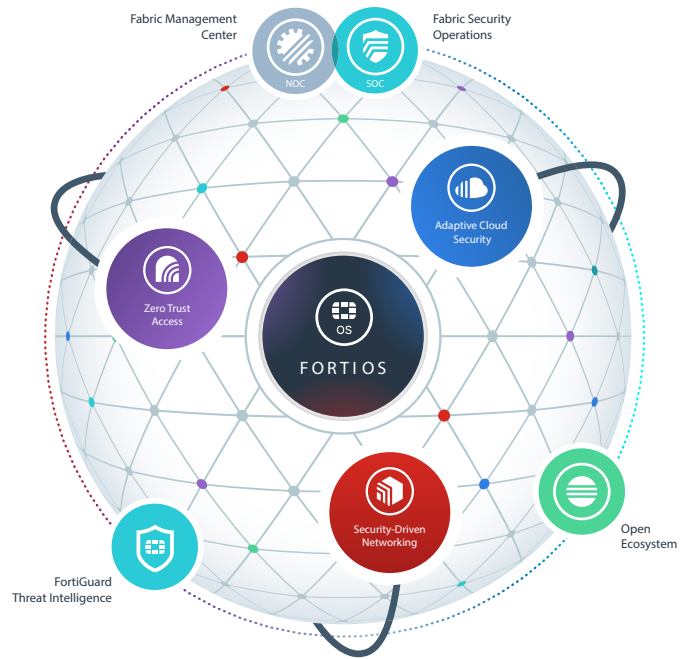 Fabric Management
Center
Fabric Security
Operations
NOC
SOC
Adaptive Cloud
Security
Zero Trust
Access
OS
FORTIOS
Security-Driven
Networking
Open
Ecosystem
FortiGuard
Threat Intelligence